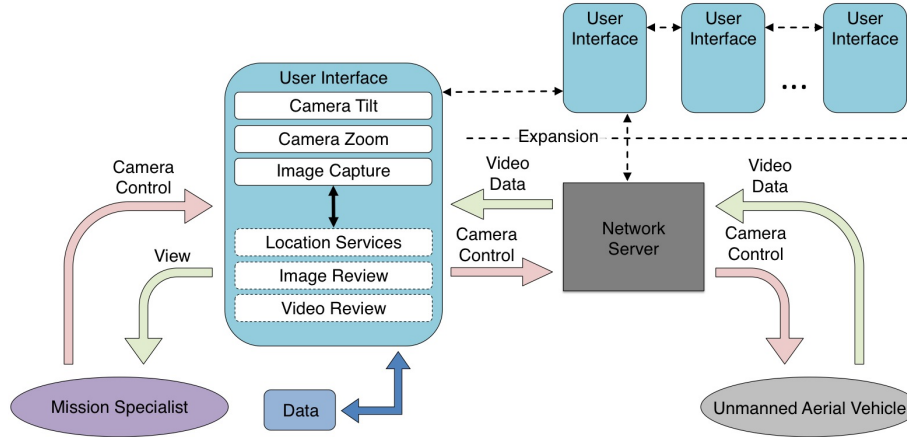 User
Interface
User
Interface
User
Interface
...
User Interface
Camera Tilt
Camera Zoom
Image Capture
Location Services
Image Review
Video Review
Expansion
Camera
Control
View
Video
Data
Camera
Control
Network
Server
Video
Data
Camera
Control
Mission Specialist
Data
Unmanned Aerial Vehicle